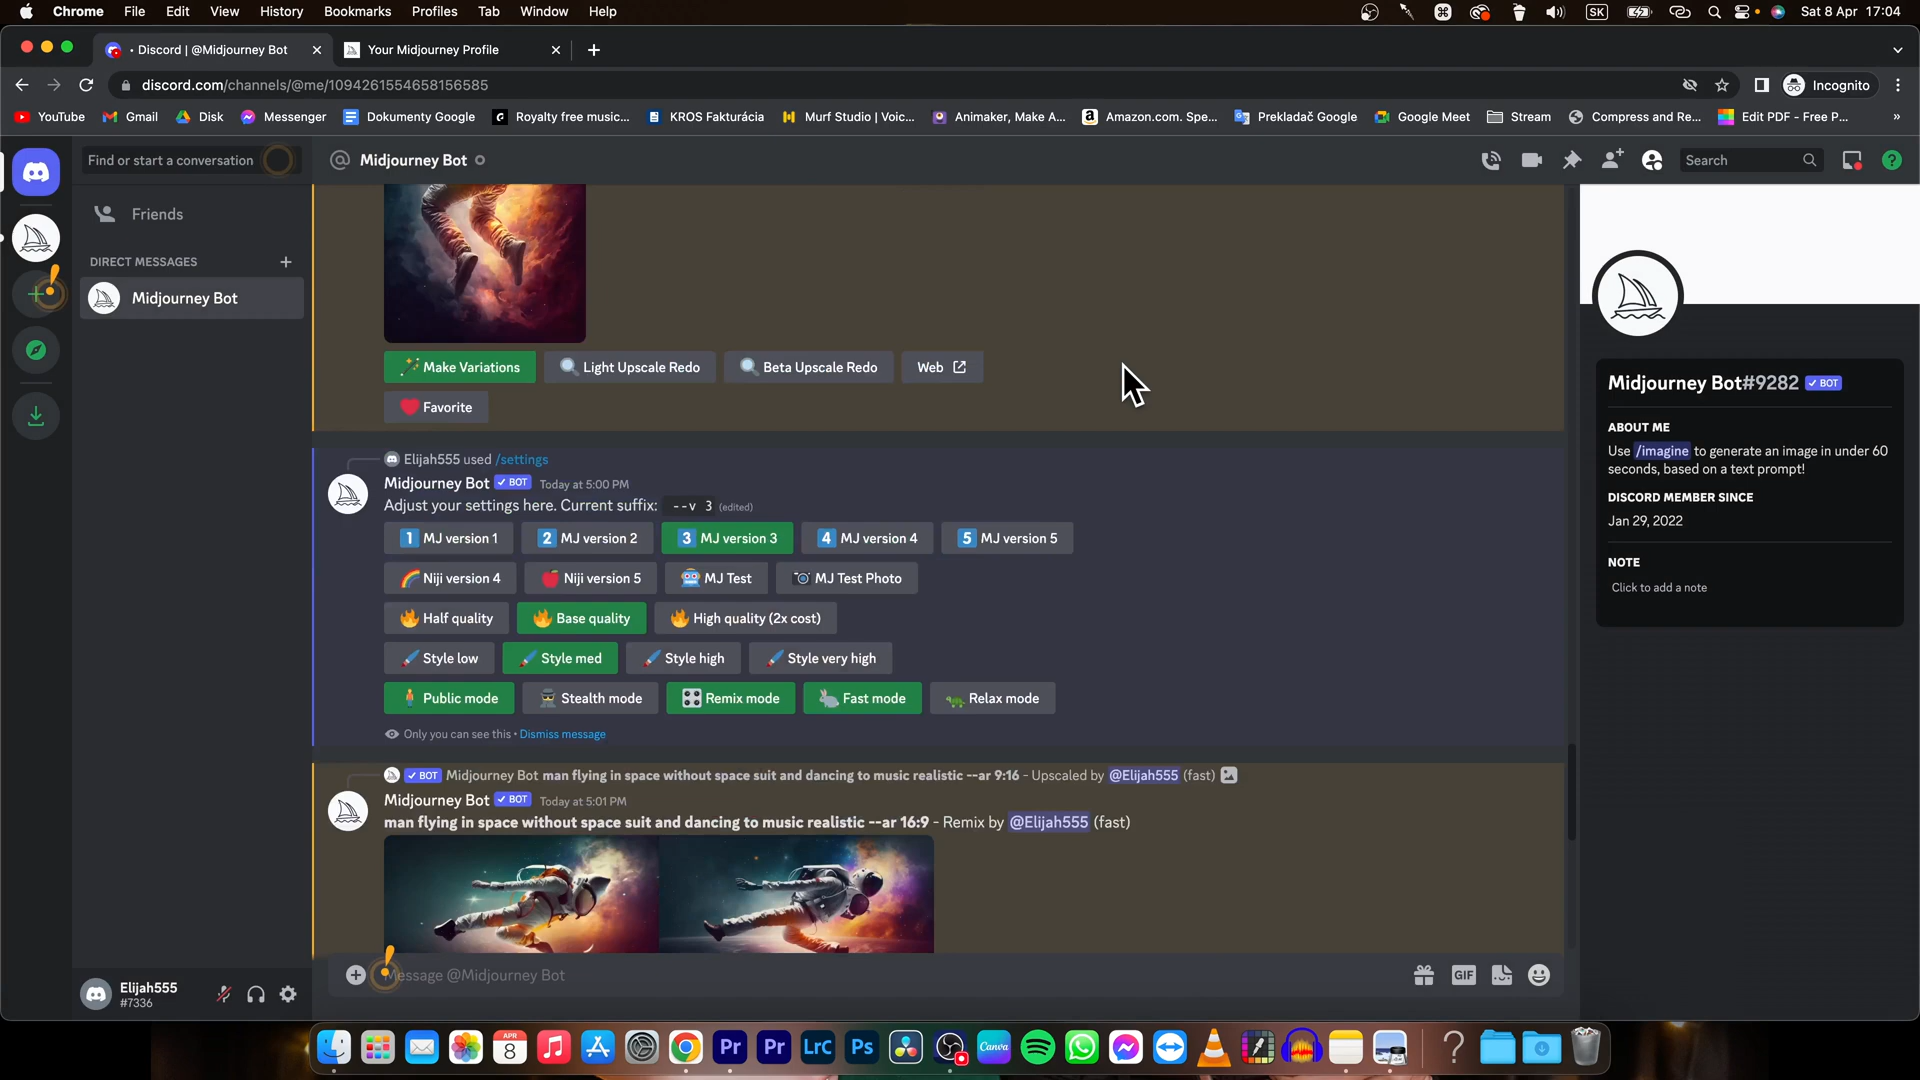 Chrome File Edit View History Bookmarks Profiles Tab Window Help SK Sat 8 Apr 17:04
• Discord | @Midjourney Bot Your Midjourney Profile
discord.com/channels/@me/1094261554658156585 Incognito
YouTube Gmail Disk Messenger Dokumenty Google Royalty free music... KROS Fakturácia Murf Studio | Voic... Animaker, Make A... Amazon.com. Spe... Prekladač Google Google Meet Stream Compress and Re... Edit PDF - Free P... »
Find or start a conversation
Midjourney Bot
Search
Friends
DIRECT MESSAGES
Midjourney Bot
Make Variations Light Upscale Redo Beta Upscale Redo Web
Favorite
Elijah555 used /settings
Midjourney Bot BOT Today at 5:00 PM
Adjust your settings here. Current suffix: --v 3 (edited)
1 MJ version 1 2 MJ version 2 3 MJ version 3 4 MJ version 4 5 MJ version 5
Niji version 4 Niji version 5 MJ Test MJ Test Photo
Half quality Base quality High quality (2x cost)
Style low Style med Style high Style very high
Public mode Stealth mode Remix mode Fast mode Relax mode
Only you can see this • Dismiss message
BOT Midjourney Bot man flying in space without space suit and dancing to music realistic --ar 9:16 - Upscaled by @Elijah555 (fast)
Midjourney Bot BOT Today at 5:01 PM
man flying in space without space suit and dancing to music realistic --ar 16:9 - Remix by @Elijah555 (fast)
Message @Midjourney Bot
GIF
Midjourney Bot#9282 BOT
ABOUT ME
Use /imagine to generate an image in under 60
seconds, based on a text prompt!
DISCORD MEMBER SINCE
Jan 29, 2022
NOTE
Click to add a note
Elijah555
#7336
APR
8
Pr Pr LrC Ps Canva